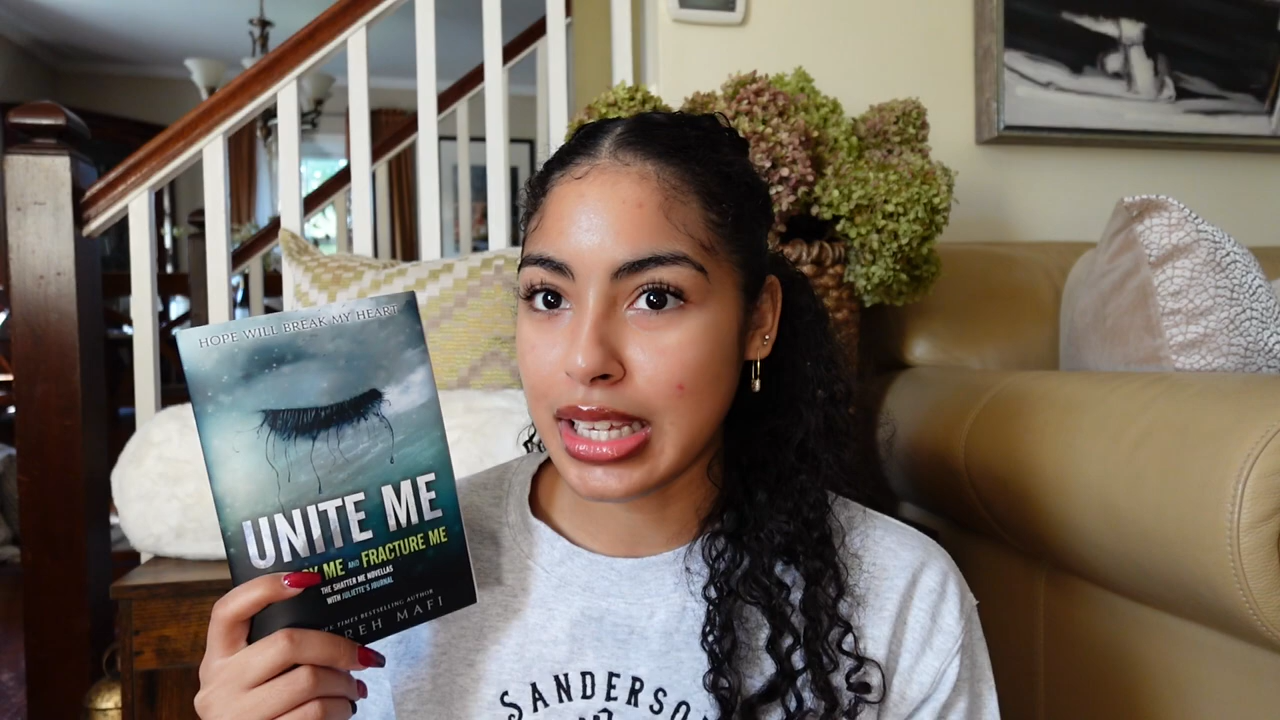 HOPE WILL BREAK MY HEART
UNITE ME
ME AND FRACTURE ME
THE SHATTER ME NOVELLAS
WITH JULIETTE'S JOURNAL
TIMES BESTSELLING AUTHOR
MAFI
SANDERSO